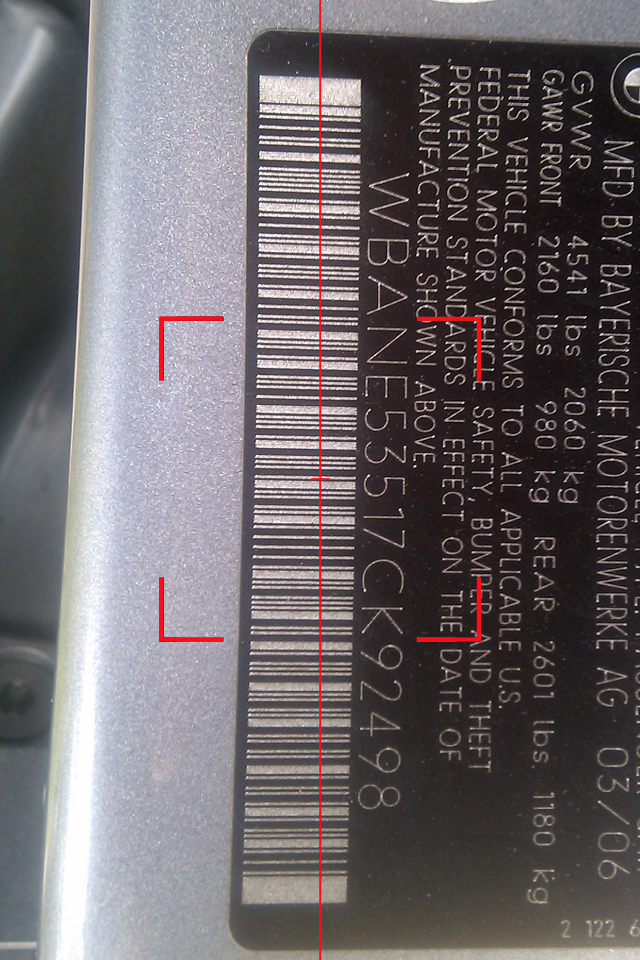 MFD BY BAYERISCHE MOTORENWERKE AG 03/06
GVWR 4541 lbs 2060 kg
GAWR FRONT 2160 lbs 980 kg REAR 2601 lbs 1180 kg
2 122 6
THIS VEHICLE CONFORMS TO ALL APPLICABLE U.S.
FEDERAL MOTOR VEHICLE SAFETY, BUMPER AND THEFT
PREVENTION STANDARDS IN EFFECT ON THE DATE OF
MANUFACTURE SHOWN ABOVE.
WBANE53517CK92498